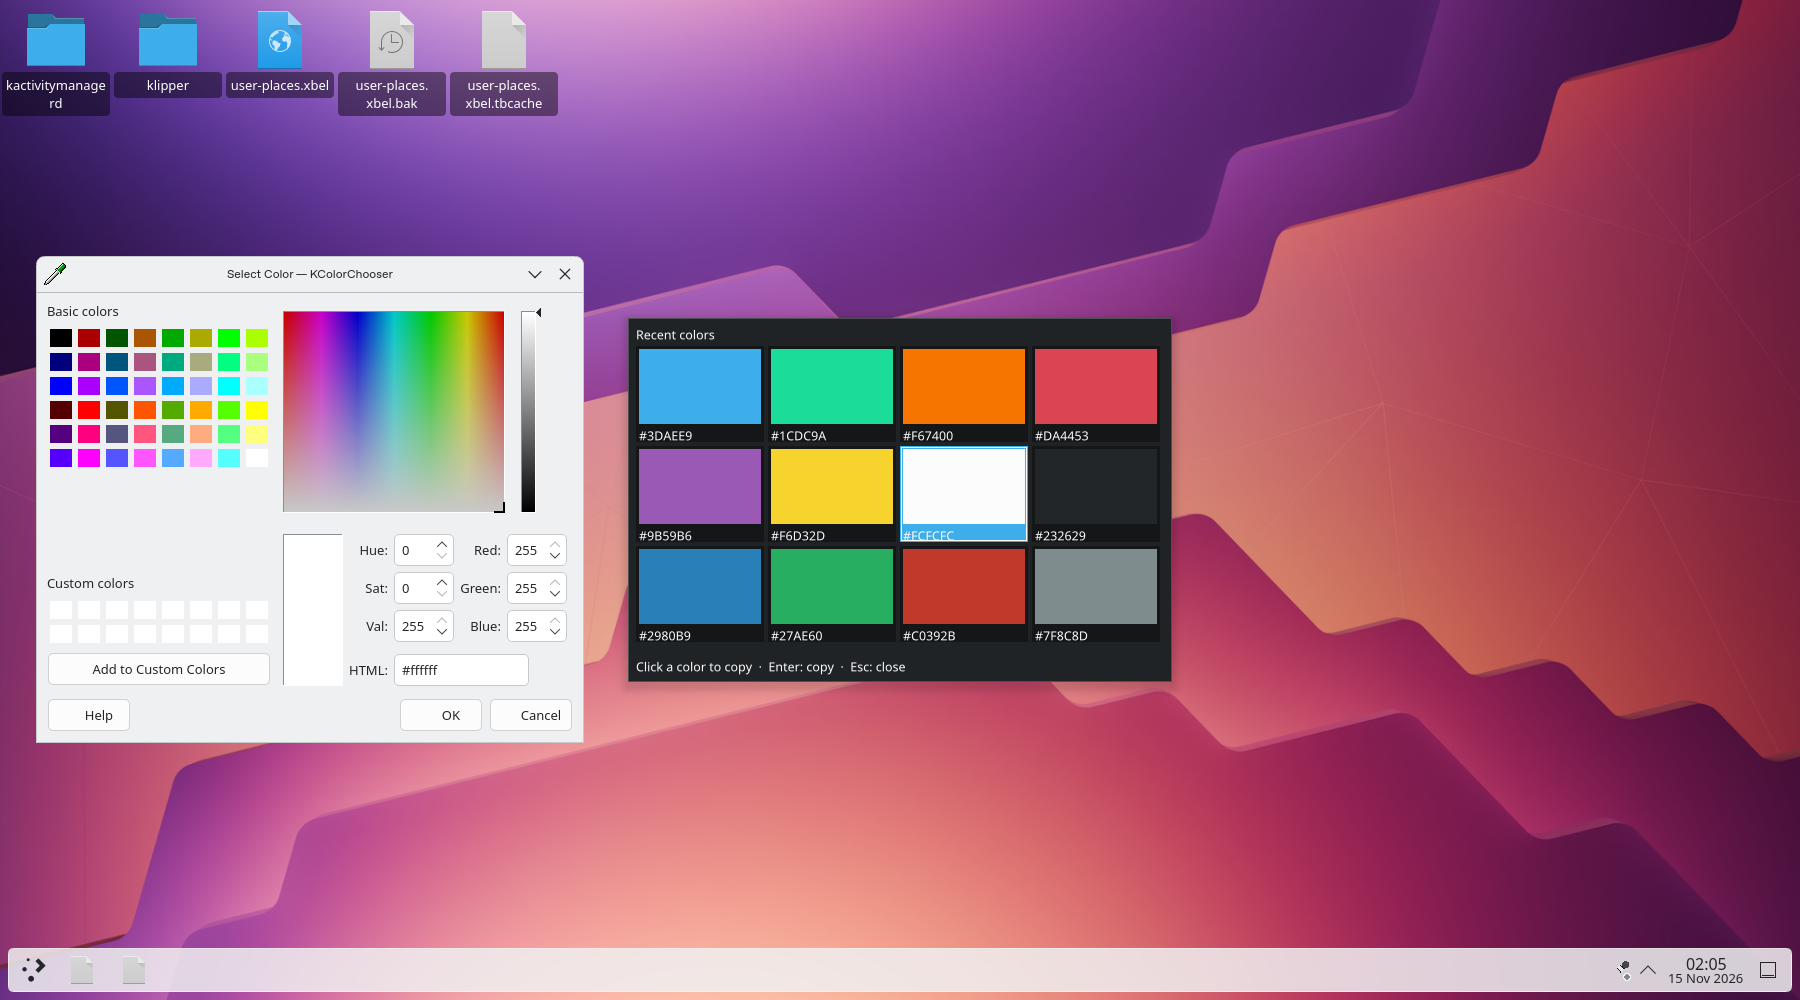 kactivitymanage
rd
klipper
user-places.xbel
user-places.
xbel.bak
user-places.
xbel.tbcache
Select Color — KColorChooser
Basic colors
Custom colors
Add to Custom Colors
Hue: 0
Red: 255
Sat: 0
Green: 255
Val: 255
Blue: 255
HTML: #ffffff
Help
OK
Cancel
Recent colors
#3DAEE9
#1CDC9A
#F67400
#DA4453
#9B59B6
#F6D32D
#FCFCFC
#232629
#2980B9
#27AE60
#C0392B
#7F8C8D
Click a color to copy · Enter: copy · Esc: close
02:05
15 Nov 2026